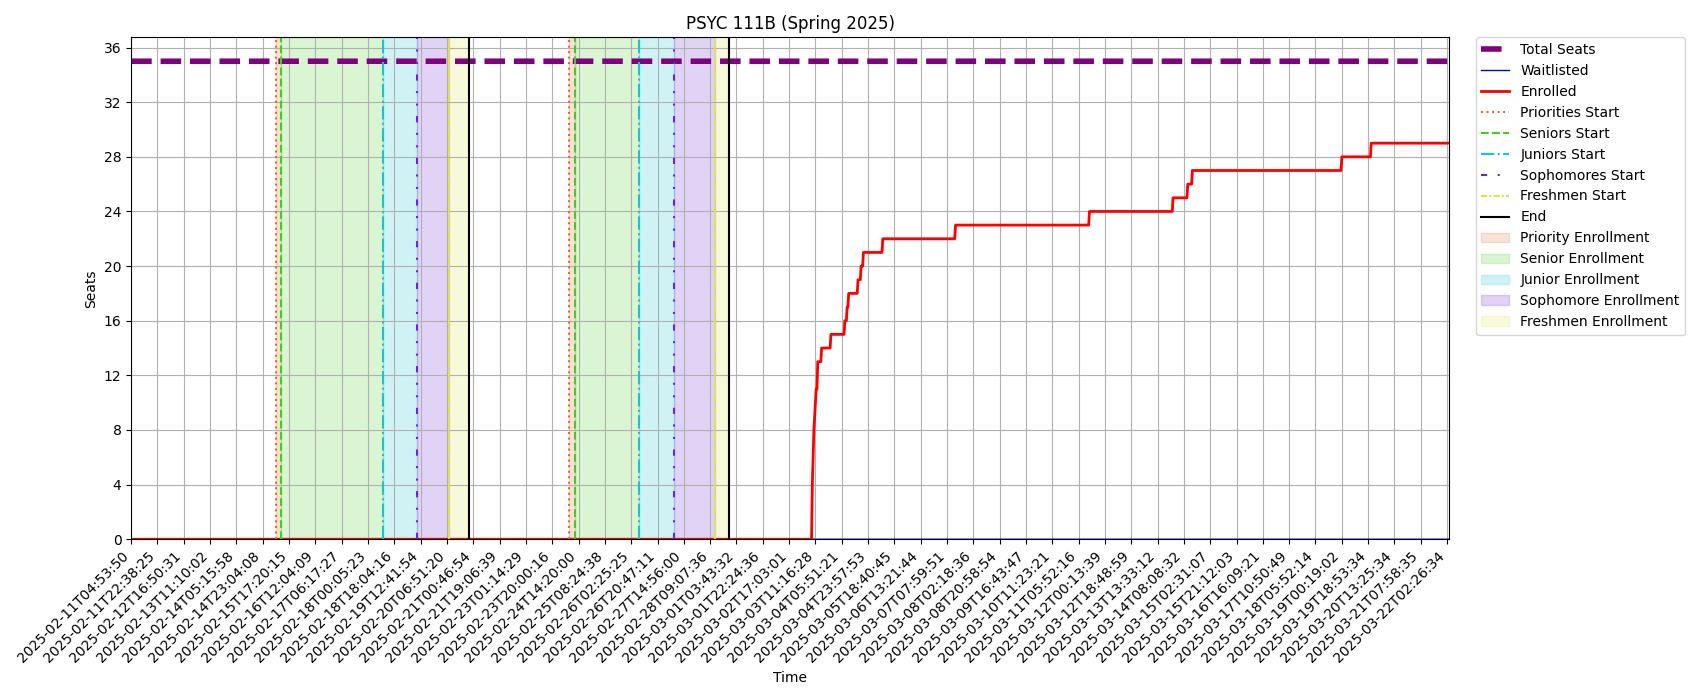 PSYC 111B (Spring 2025)
36
32
28
24
20
16
12
8
4
0
Seats
2025-02-11T04:53:50
2025-02-11T22:38:25
2025-02-12T16:50:31
2025-02-13T11:10:02
2025-02-14T05:15:58
2025-02-14T23:04:08
2025-02-15T17:20:15
2025-02-16T12:04:09
2025-02-17T06:17:27
2025-02-18T00:05:23
2025-02-18T18:04:16
2025-02-19T12:41:54
2025-02-20T06:51:20
2025-02-21T00:46:54
2025-02-21T19:06:39
2025-02-23T01:14:29
2025-02-23T20:00:16
2025-02-24T14:20:00
2025-02-25T08:24:38
2025-02-26T02:25:25
2025-02-26T20:47:11
2025-02-27T14:56:00
2025-02-28T09:07:36
2025-03-01T03:43:32
2025-03-01T22:24:36
2025-03-02T17:03:01
2025-03-03T11:16:28
2025-03-04T05:51:21
2025-03-04T23:57:53
2025-03-05T18:40:45
2025-03-06T13:21:44
2025-03-07T07:59:51
2025-03-08T02:18:36
2025-03-08T20:58:54
2025-03-09T16:43:47
2025-03-10T11:23:21
2025-03-11T05:52:16
2025-03-12T00:13:39
2025-03-12T18:48:59
2025-03-13T13:33:12
2025-03-14T08:08:32
2025-03-15T02:31:07
2025-03-15T21:12:03
2025-03-16T16:09:21
2025-03-17T10:50:49
2025-03-18T05:52:14
2025-03-19T00:19:02
2025-03-19T18:53:34
2025-03-20T13:25:34
2025-03-21T07:58:35
2025-03-22T02:26:34
Time
Total Seats
Waitlisted
Enrolled
Priorities Start
Seniors Start
Juniors Start
Sophomores Start
Freshmen Start
End
Priority Enrollment
Senior Enrollment
Junior Enrollment
Sophomore Enrollment
Freshmen Enrollment